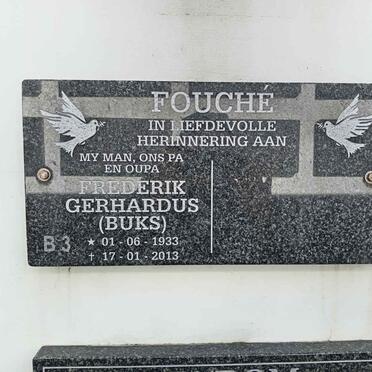 FOUCHÉ
IN LIEFDEVOLLE
HERINNERING AAN
MY MAN, ONS PA
EN OUPA
FREDERIK
GERHARDUS
(BUKS)
B3 ★ 01 - 06 - 1933
† 17 - 01 - 2013